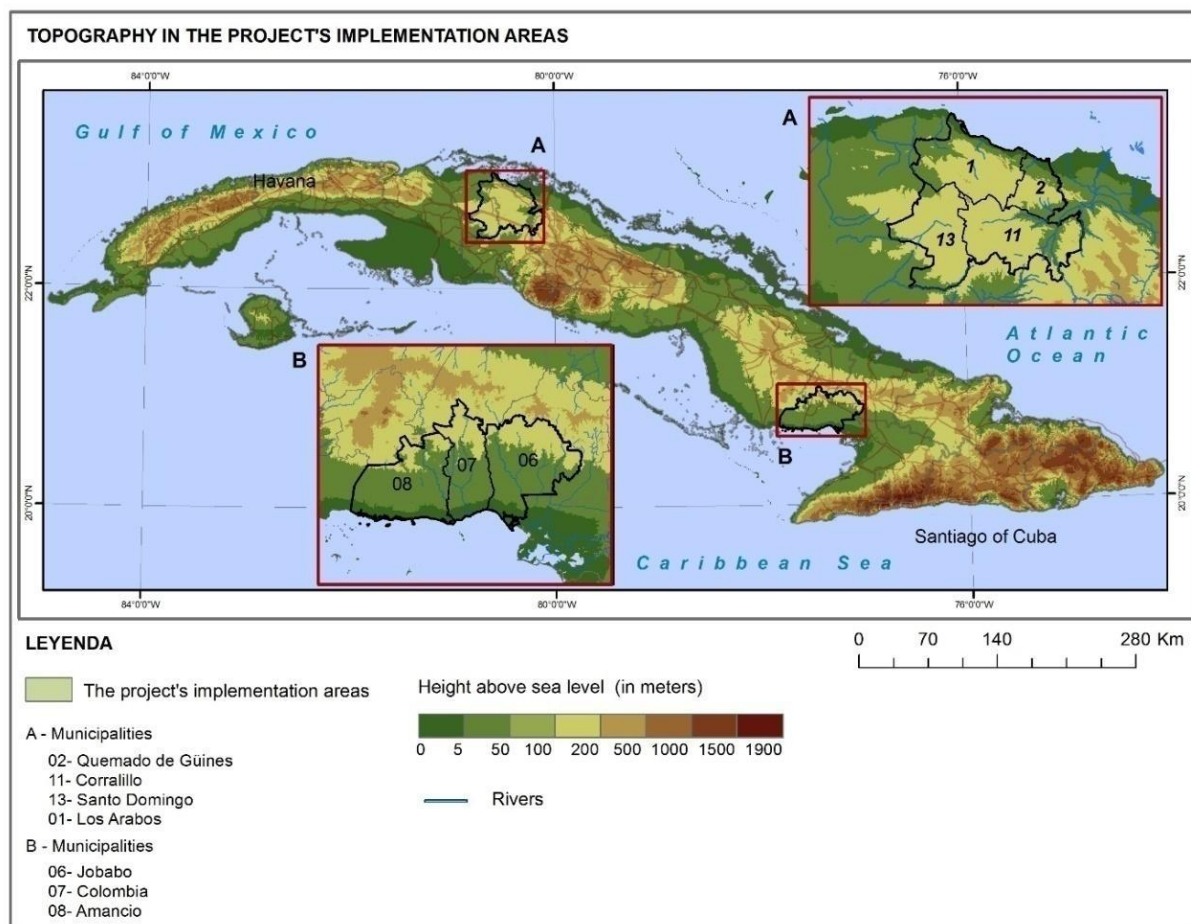 TOPOGRAPHY IN THE PROJECT'S IMPLEMENTATION AREAS
84°0'0"W 80°0'0"W 76°0'0"W
Gulf of Mexico
A
A
Havana
1
2
13
11
22°0'0"N
22°0'0"N
Atlantic
Ocean
B
08
07
06
B
20°0'0"N
20°0'0"N
Santiago of Cuba
Caribbean Sea
84°0'0"W 80°0'0"W 76°0'0"W
LEYENDA
The project's implementation areas
A - Municipalities
02- Quemado de Güines
11- Corralillo
13- Santo Domingo
01- Los Arabos
B - Municipalities
06- Jobabo
07- Colombia
08- Amancio
Height above sea level (in meters)
0 5 50 100 200 500 1000 1500 1900
Rivers
0 70 140 280 Km